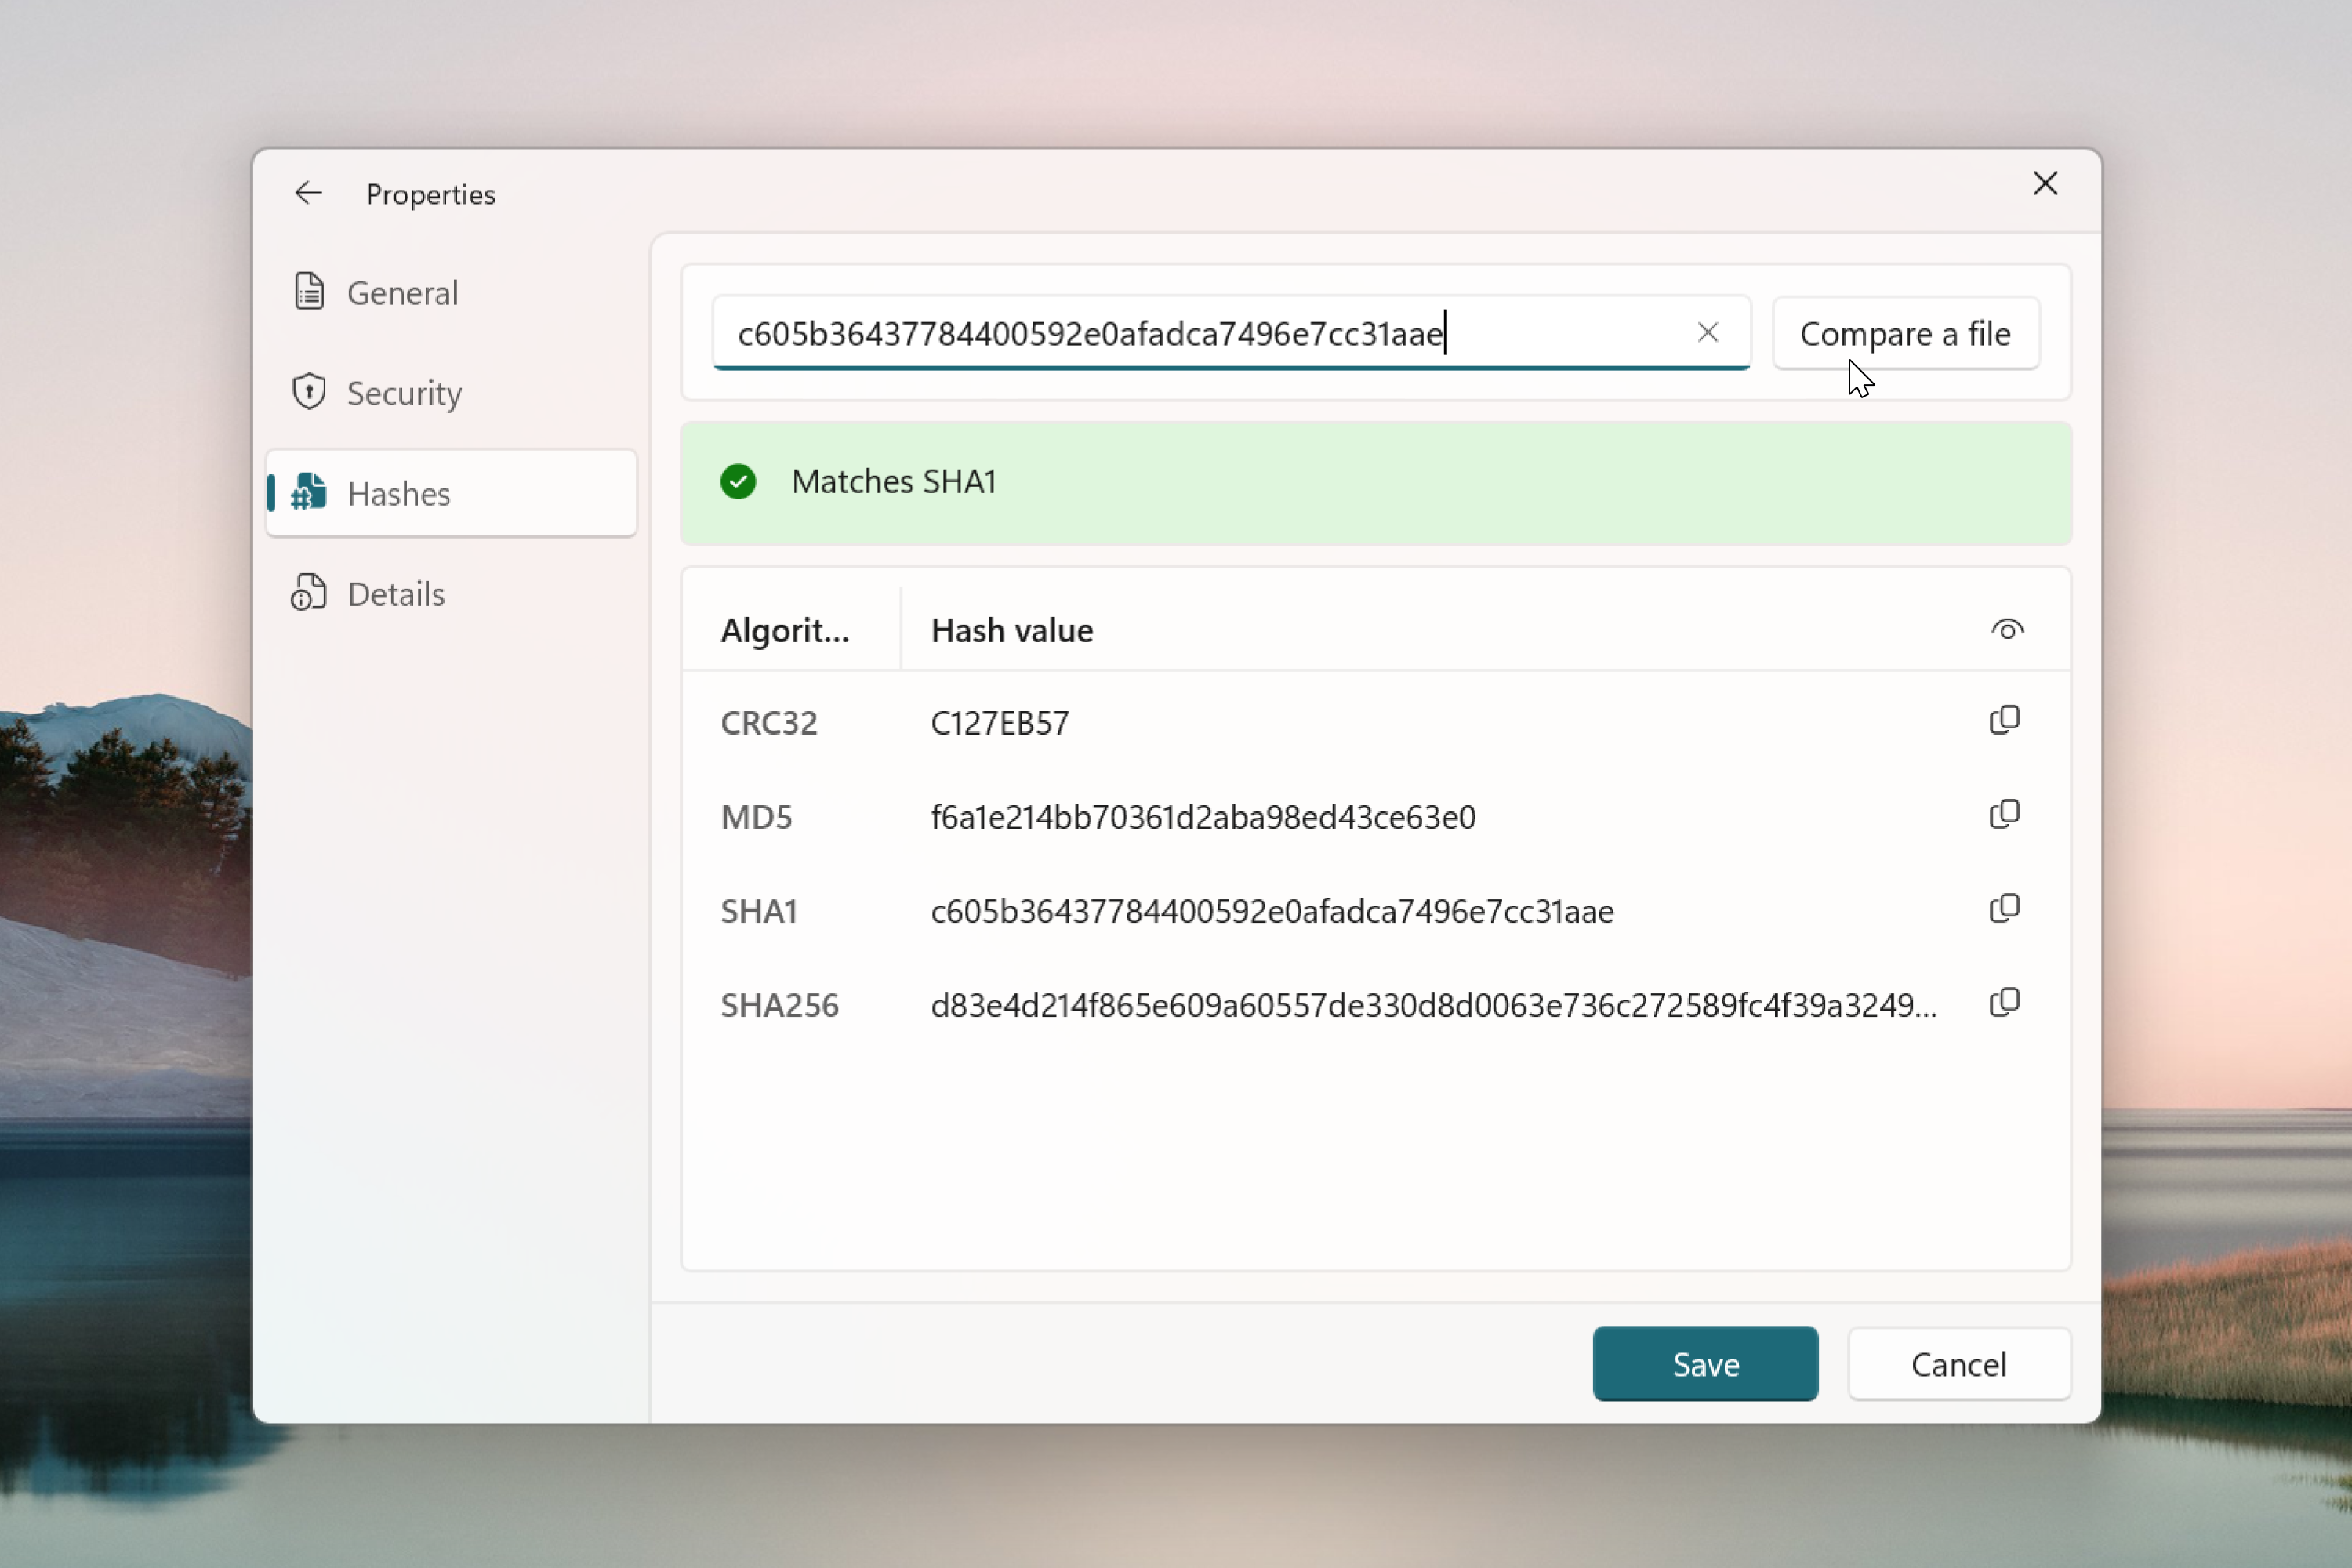 Properties
General
Security
Hashes
Details
c605b36437784400592e0afadca7496e7cc31aae
Compare a file
Matches SHA1
Algorit...
Hash value
CRC32
C127EB57
MD5
f6a1e214bb70361d2aba98ed43ce63e0
SHA1
c605b36437784400592e0afadca7496e7cc31aae
SHA256
d83e4d214f865e609a60557de330d8d0063e736c272589fc4f39a3249...
Save
Cancel